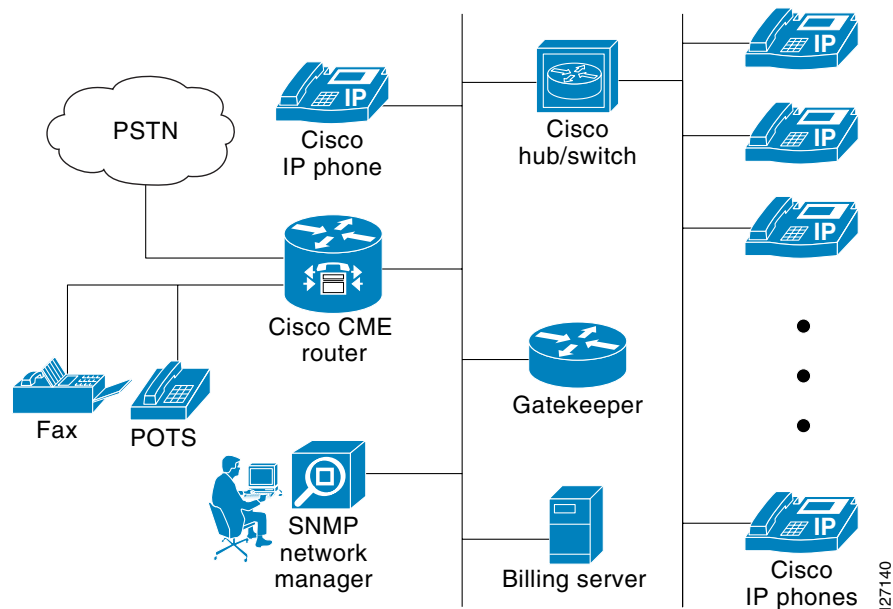 IP
IP
PSTN
Cisco
IP phone
Cisco
hub/switch
IP
IP
Cisco CME
router
Fax
POTS
Gatekeeper
SNMP
network
manager
Billing server
IP
Cisco
IP phones
27140